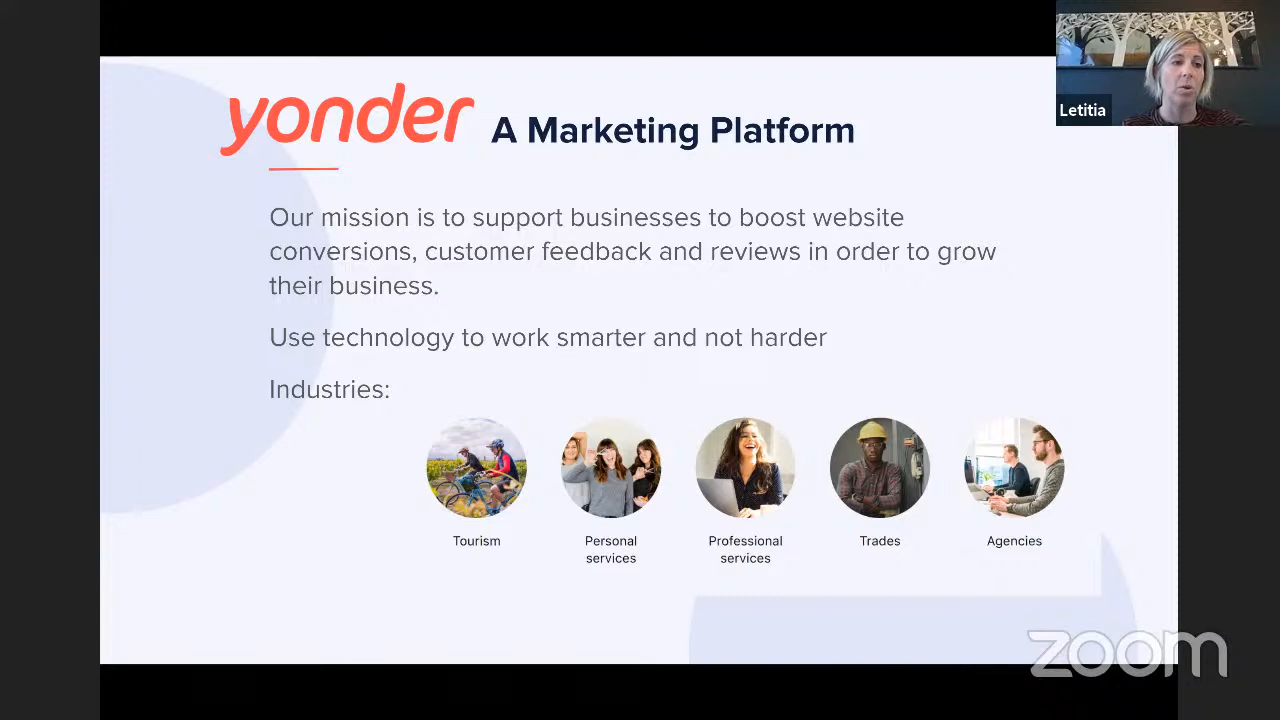 Letitia
yonder A Marketing Platform
Our mission is to support businesses to boost website
conversions, customer feedback and reviews in order to grow
their business.
Use technology to work smarter and not harder
Industries:
Tourism
Personal
services
Professional
services
Trades
Agencies
zoom